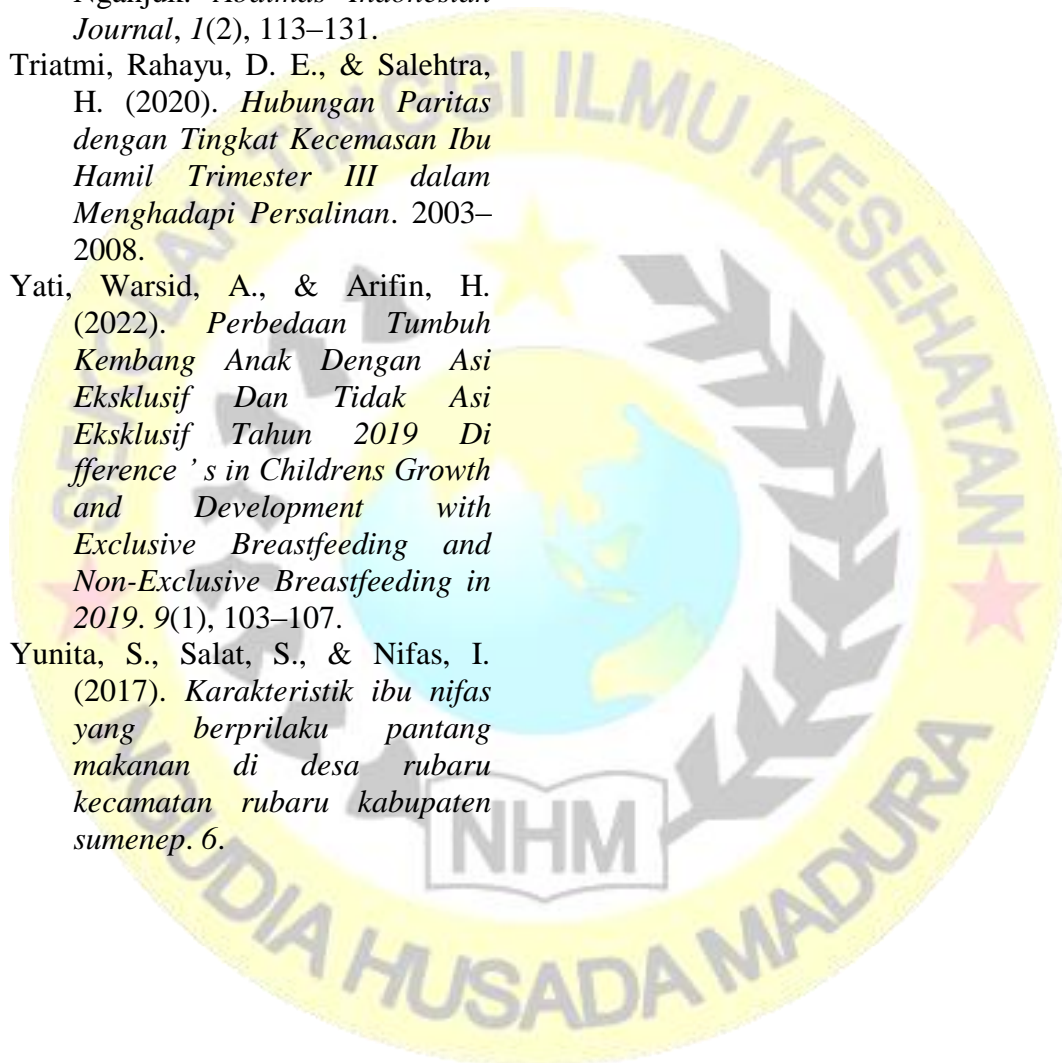 Nganjuk. Abdimas Indonesian
Journal, 1(2), 113–131.
Triatmi, Rahayu, D. E., & Salehtra,
H. (2020). Hubungan Paritas
dengan Tingkat Kecemasan Ibu
Hamil Trimester III dalam
Menghadapi Persalinan. 2003–
2008.
Yati, Warsid, A., & Arifin, H.
(2022). Perbedaan Tumbuh
Kembang Anak Dengan Asi
Eksklusif Dan Tidak Asi
Eksklusif Tahun 2019 Di
fference ’ s in Childrens Growth
and Development with
Exclusive Breastfeeding and
Non-Exclusive Breastfeeding in
2019. 9(1), 103–107.
Yunita, S., Salat, S., & Nifas, I.
(2017). Karakteristik ibu nifas
yang berprilaku pantang
makanan di desa rubaru
kecamatan rubaru kabupaten
sumenep. 6.
SEKOLAH TINGGI ILMU KESEHATAN
NHM
NGUDIA HUSADA MADURA